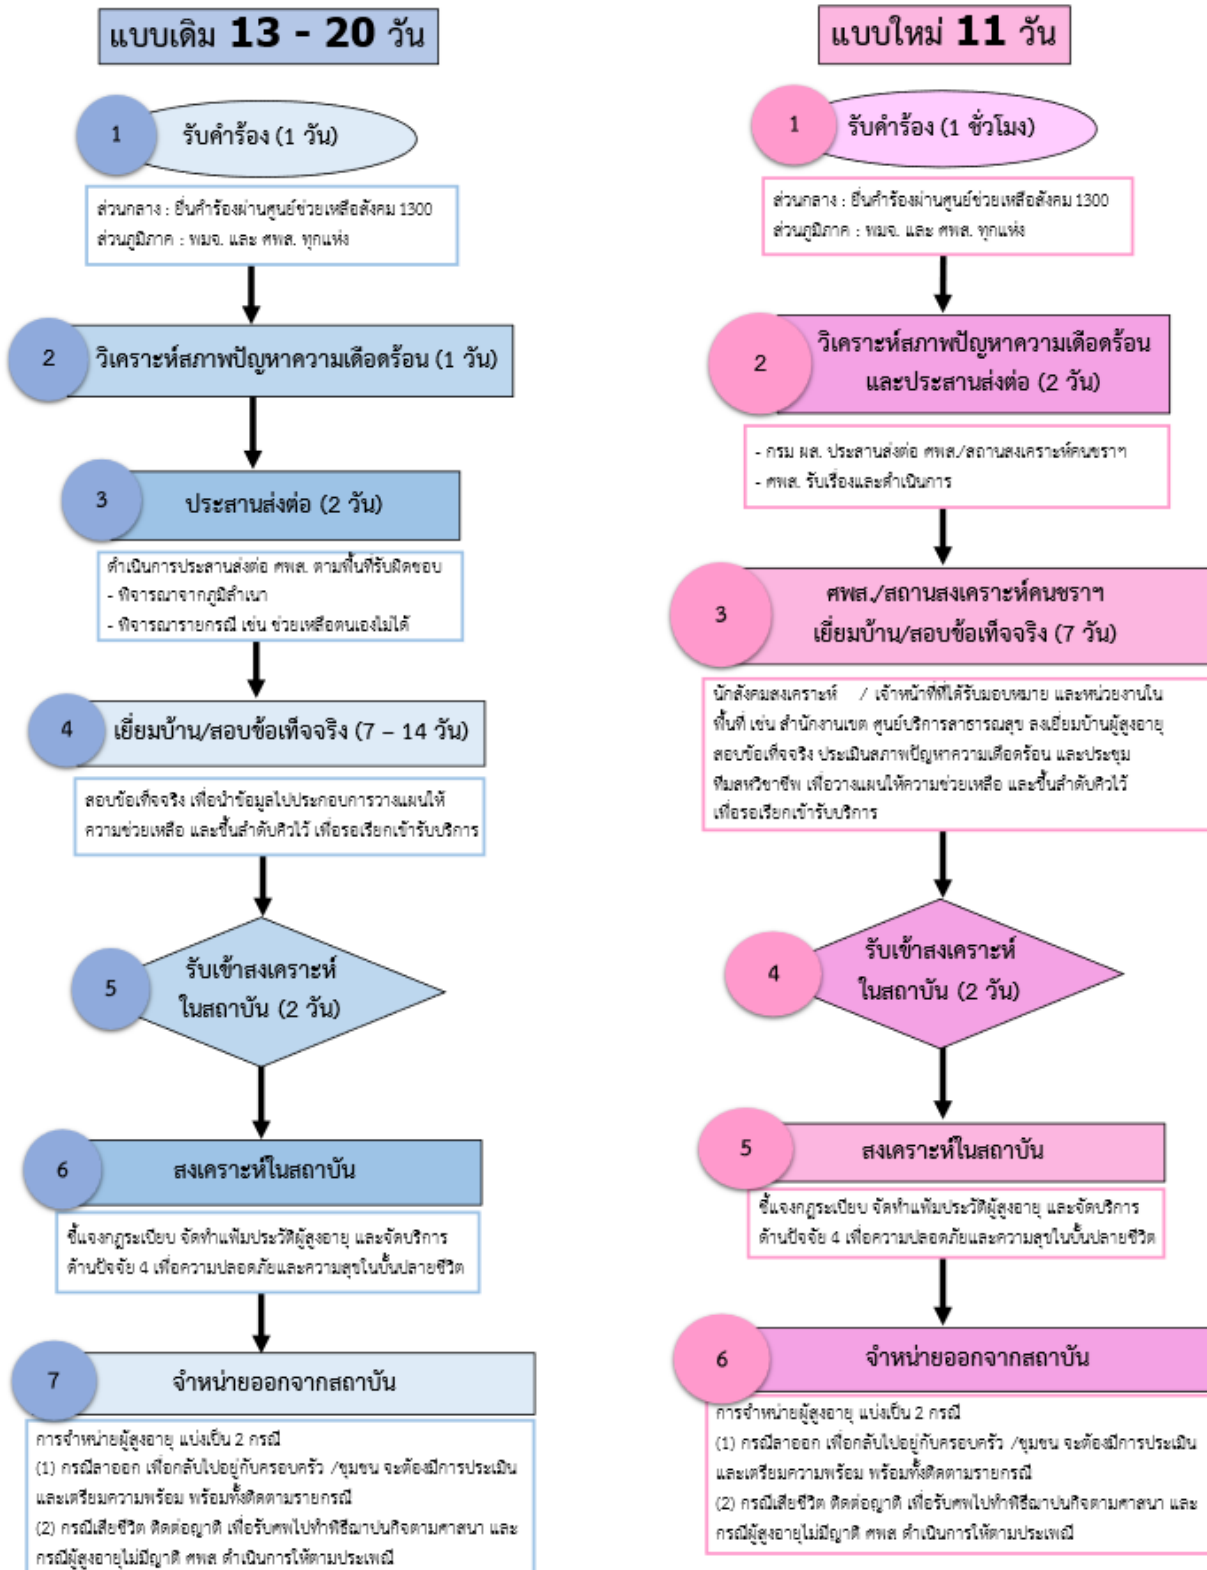 แบบเดิม 13 - 20 วัน
1
รับคำร้อง (1 วัน)
ส่วนกลาง : ยื่นคำร้องผ่านศูนย์ช่วยเหลือสังคม 1300
ส่วนภูมิภาค : พมจ. และ ศพส. ทุกแห่ง
2
วิเคราะห์สภาพปัญหาความเดือดร้อน (1 วัน)
3
ประสานส่งต่อ (2 วัน)
ดำเนินการประสานส่งต่อ ศพส. ตามพื้นที่รับผิดชอบ
- พิจารณาจากภูมิลำเนา
- พิจารณารายกรณี เช่น ช่วยเหลือตนเองไม่ได้
4
เยี่ยมบ้าน/สอบข้อเท็จจริง (7 – 14 วัน)
สอบข้อเท็จจริง เพื่อนำข้อมูลไปประกอบการวางแผนให้
ความช่วยเหลือ และขึ้นลำดับคิวไว้ เพื่อรอเรียกเข้ารับบริการ
5
รับเข้าสงเคราะห์
ในสถาบัน (2 วัน)
6
สงเคราะห์ในสถาบัน
ชี้แจงกฎระเบียบ จัดทำแฟ้มประวัติผู้สูงอายุ และจัดบริการ
ด้านปัจจัย 4 เพื่อความปลอดภัยและความสุขในบั้นปลายชีวิต
7
จำหน่ายออกจากสถาบัน
การจำหน่ายผู้สูงอายุ แบ่งเป็น 2 กรณี
(1) กรณีลาออก เพื่อกลับไปอยู่กับครอบครัว /ชุมชน จะต้องมีการประเมิน
และเตรียมความพร้อม พร้อมทั้งติดตามรายกรณี
(2) กรณีเสียชีวิต ติดต่อญาติ เพื่อรับศพไปทำพิธีฌาปนกิจตามศาสนา และ
กรณีผู้สูงอายุไม่มีญาติ ศพส ดำเนินการให้ตามประเพณี
แบบใหม่ 11 วัน
1
รับคำร้อง (1 ชั่วโมง)
ส่วนกลาง : ยื่นคำร้องผ่านศูนย์ช่วยเหลือสังคม 1300
ส่วนภูมิภาค : พมจ. และ ศพส. ทุกแห่ง
2
วิเคราะห์สภาพปัญหาความเดือดร้อน
และประสานส่งต่อ (2 วัน)
- กรม ผส. ประสานส่งต่อ ศพส./สถานสงเคราะห์คนชราฯ
- ศพส. รับเรื่องและดำเนินการ
3
ศพส./สถานสงเคราะห์คนชราฯ
เยี่ยมบ้าน/สอบข้อเท็จจริง (7 วัน)
นักสังคมสงเคราะห์ / เจ้าหน้าที่ที่ได้รับมอบหมาย และหน่วยงานใน
พื้นที่ เช่น สำนักงานเขต ศูนย์บริการสาธารณสุข ลงเยี่ยมบ้านผู้สูงอายุ
สอบข้อเท็จจริง ประเมินสภาพปัญหาความเดือดร้อน และประชุม
ทีมสหวิชาชีพ เพื่อวางแผนให้ความช่วยเหลือ และขึ้นลำดับคิวไว้
เพื่อรอเรียกเข้ารับบริการ
4
รับเข้าสงเคราะห์
ในสถาบัน (2 วัน)
5
สงเคราะห์ในสถาบัน
ชี้แจงกฎระเบียบ จัดทำแฟ้มประวัติผู้สูงอายุ และจัดบริการ
ด้านปัจจัย 4 เพื่อความปลอดภัยและความสุขในบั้นปลายชีวิต
6
จำหน่ายออกจากสถาบัน
การจำหน่ายผู้สูงอายุ แบ่งเป็น 2 กรณี
(1) กรณีลาออก เพื่อกลับไปอยู่กับครอบครัว /ชุมชน จะต้องมีการประเมิน
และเตรียมความพร้อม พร้อมทั้งติดตามรายกรณี
(2) กรณีเสียชีวิต ติดต่อญาติ เพื่อรับศพไปทำพิธีฌาปนกิจตามศาสนา และ
กรณีผู้สูงอายุไม่มีญาติ ศพส ดำเนินการให้ตามประเพณี